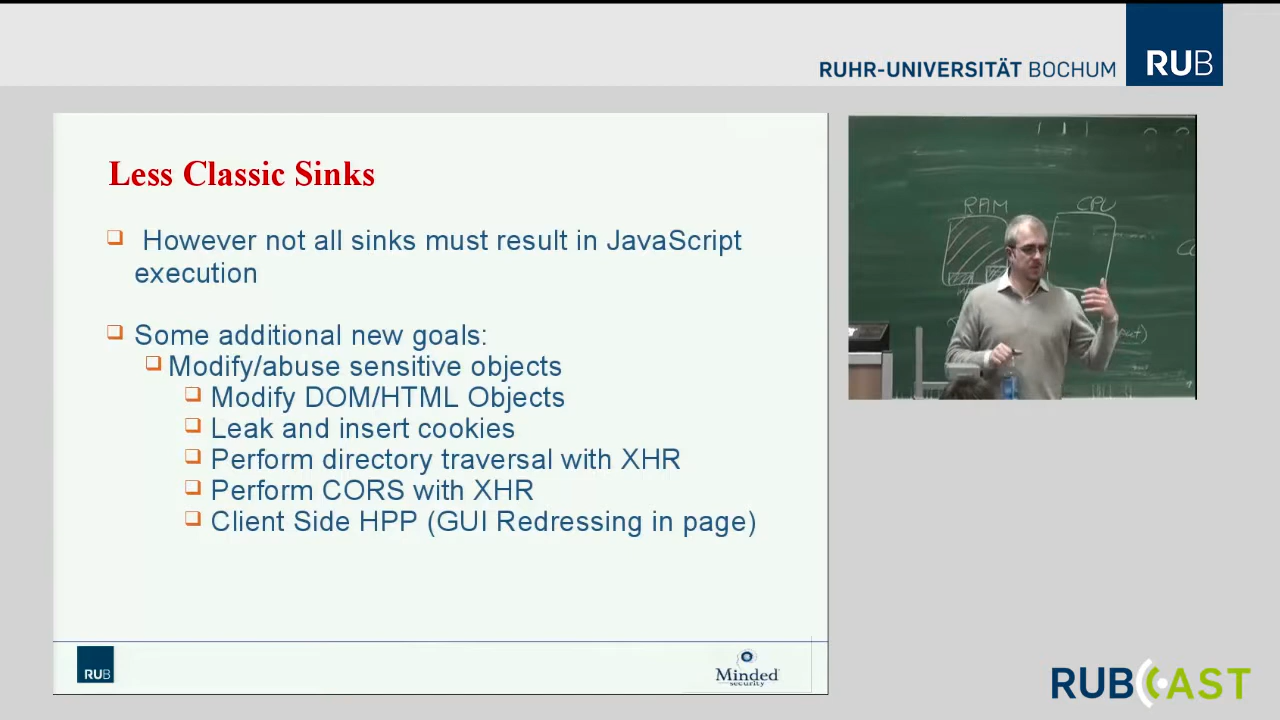 RUHR-UNIVERSITÄT BOCHUM
RUB
Less Classic Sinks
However not all sinks must result in JavaScript
execution
Some additional new goals:
Modify/abuse sensitive objects
Modify DOM/HTML Objects
Leak and insert cookies
Perform directory traversal with XHR
Perform CORS with XHR
Client Side HPP (GUI Redressing in page)
RAM
CPU
RUB
Minded
security
RUBCAST